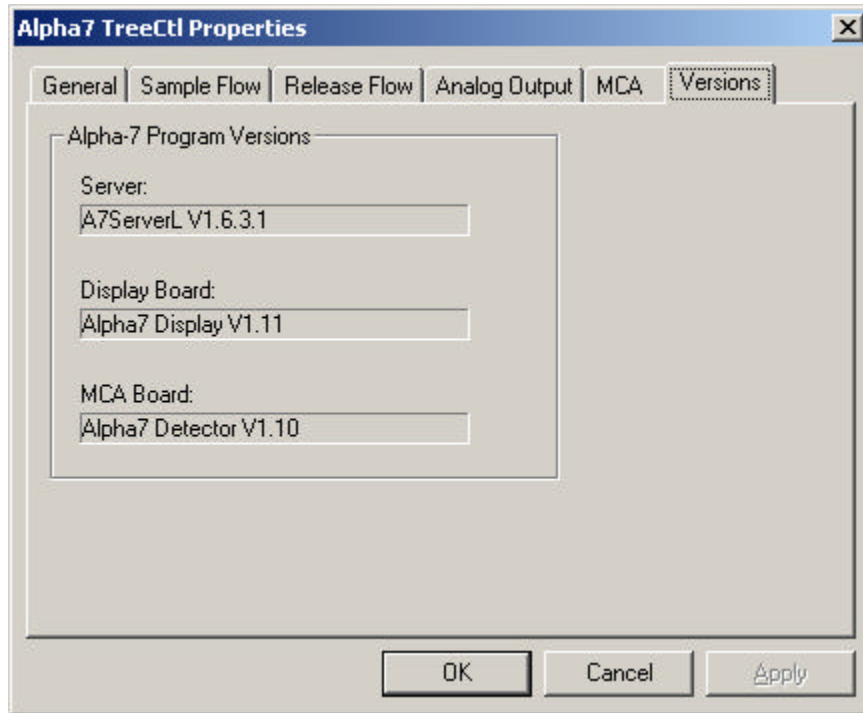 Alpha7 TreeCtl Properties
General Sample Flow Release Flow Analog Output MCA Versions
Alpha-7 Program Versions
Server:
A7ServerL V1.6.3.1
Display Board:
Alpha7 Display V1.11
MCA Board:
Alpha7 Detector V1.10
OK Cancel Apply